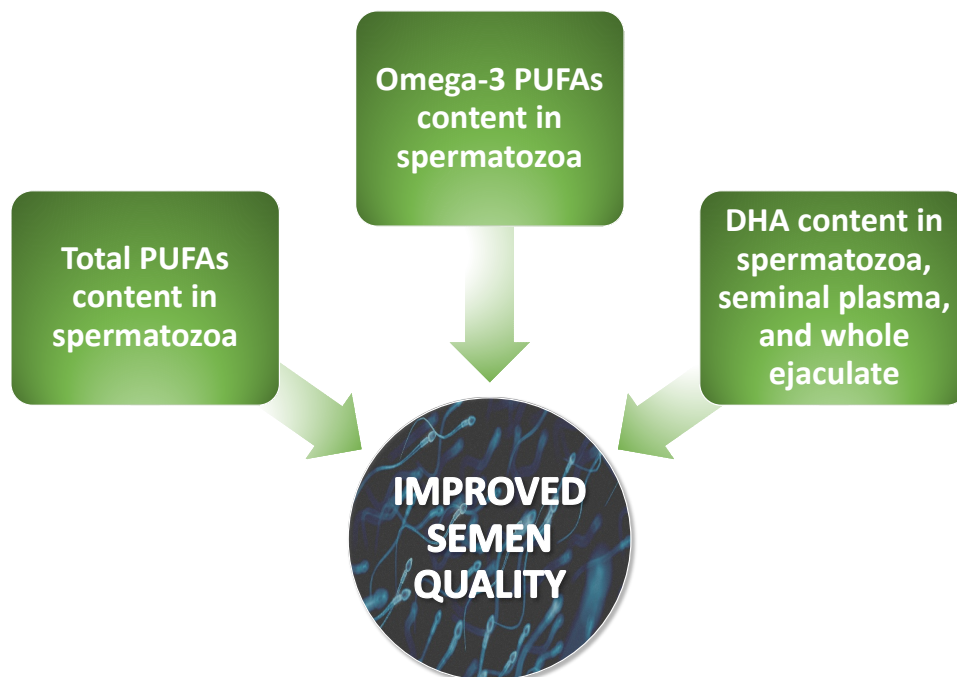 Omega-3 PUFAs
content in
spermatozoa
Total PUFAs
content in
spermatozoa
DHA content in
spermatozoa,
seminal plasma,
and whole
ejaculate
IMPROVED
SEMEN
QUALITY